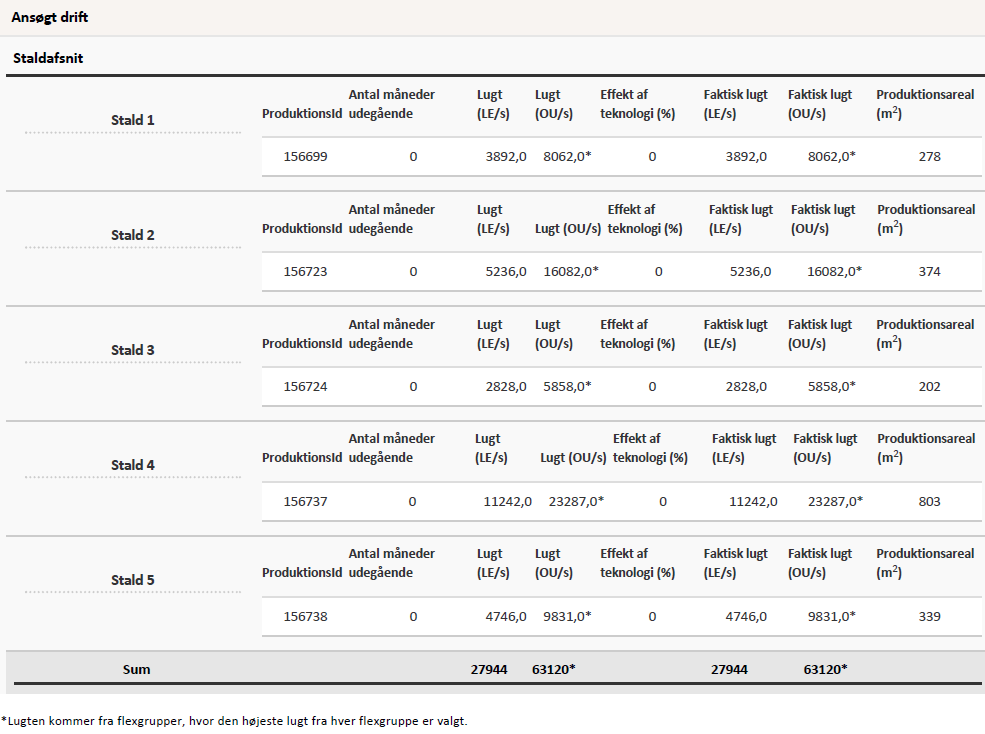 Ansøgt drift
Staldafsnit
Stald 1
ProduktionsId Antal måneder udegående Lugt (LE/s) Lugt (OU/s) Effekt af teknologi (%) Faktisk lugt (LE/s) Faktisk lugt (OU/s) Produktionsareal (m²)
156699 0 3892,0 8062,0* 0 3892,0 8062,0* 278
Stald 2
ProduktionsId Antal måneder udegående Lugt (LE/s) Lugt (OU/s) Effekt af teknologi (%) Faktisk lugt (LE/s) Faktisk lugt (OU/s) Produktionsareal (m²)
156723 0 5236,0 16082,0* 0 5236,0 16082,0* 374
Stald 3
ProduktionsId Antal måneder udegående Lugt (LE/s) Lugt (OU/s) Effekt af teknologi (%) Faktisk lugt (LE/s) Faktisk lugt (OU/s) Produktionsareal (m²)
156724 0 2828,0 5858,0* 0 2828,0 5858,0* 202
Stald 4
ProduktionsId Antal måneder udegående Lugt (LE/s) Lugt (OU/s) Effekt af teknologi (%) Faktisk lugt (LE/s) Faktisk lugt (OU/s) Produktionsareal (m²)
156737 0 11242,0 23287,0* 0 11242,0 23287,0* 803
Stald 5
ProduktionsId Antal måneder udegående Lugt (LE/s) Lugt (OU/s) Effekt af teknologi (%) Faktisk lugt (LE/s) Faktisk lugt (OU/s) Produktionsareal (m²)
156738 0 4746,0 9831,0* 0 4746,0 9831,0* 339
Sum 27944 63120* 27944 63120*
*Lugten kommer fra flexgrupper, hvor den højeste lugt fra hver flexgruppe er valgt.